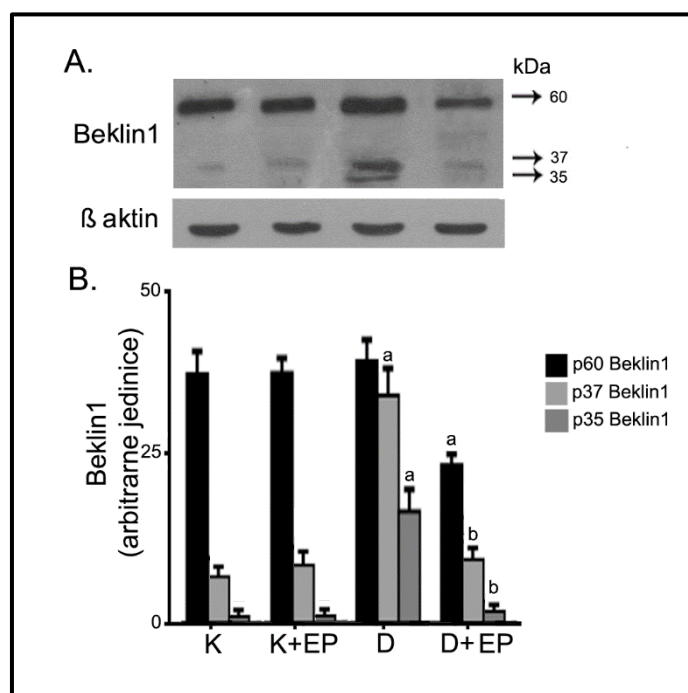 A.
kDa
Beklin1
→ 60
→ 37
→ 35
ß aktin
B.
50
25
0
Beklin1
(arbitrarne jedinice)
a
a
a
b
b
p60 Beklin1
p37 Beklin1
p35 Beklin1
K K+EP D D+EP